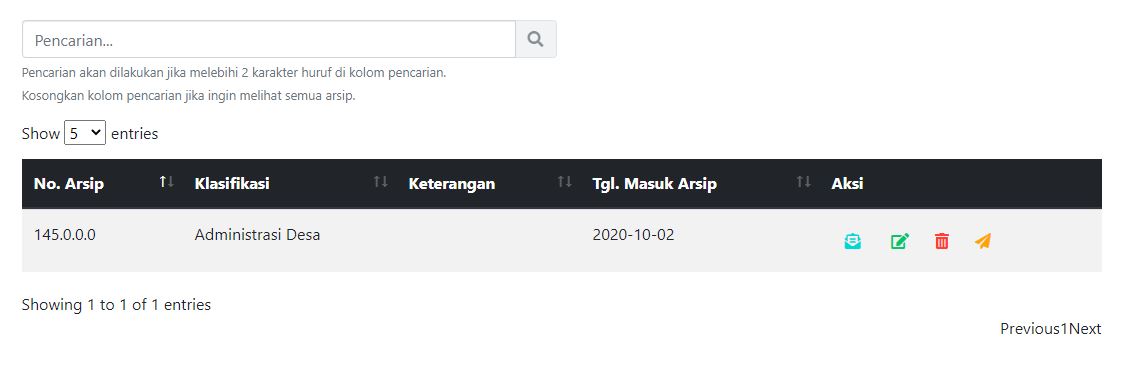 Pencarian...
Pencarian akan dilakukan jika melebihi 2 karakter huruf di kolom pencarian.
Kosongkan kolom pencarian jika ingin melihat semua arsip.
Show 5 entries
No. Arsip Klasifikasi Keterangan Tgl. Masuk Arsip Aksi
145.0.0.0 Administrasi Desa 2020-10-02
Showing 1 to 1 of 1 entries
Previous1Next